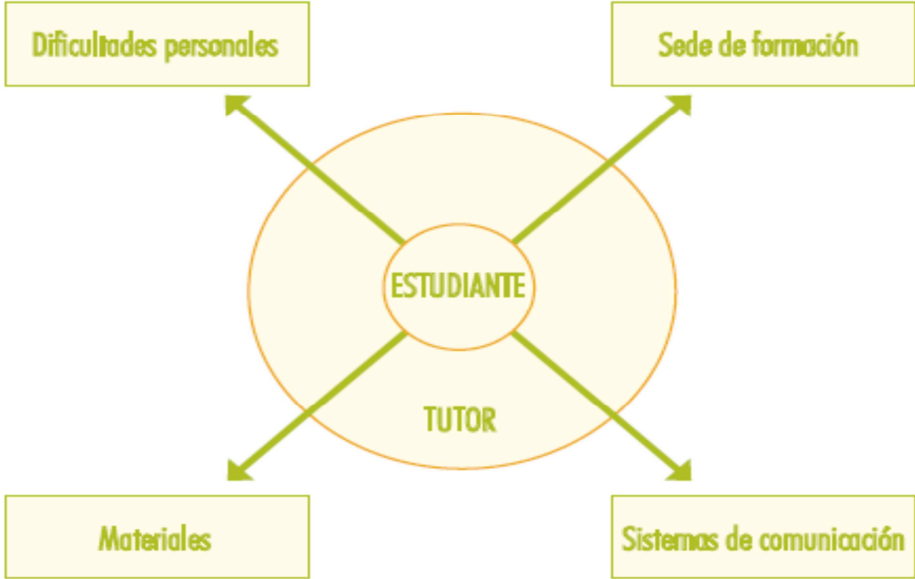 Dificultades personales
Sede de formación
ESTUDIANTE
TUTOR
Materiales
Sistemas de comunicación